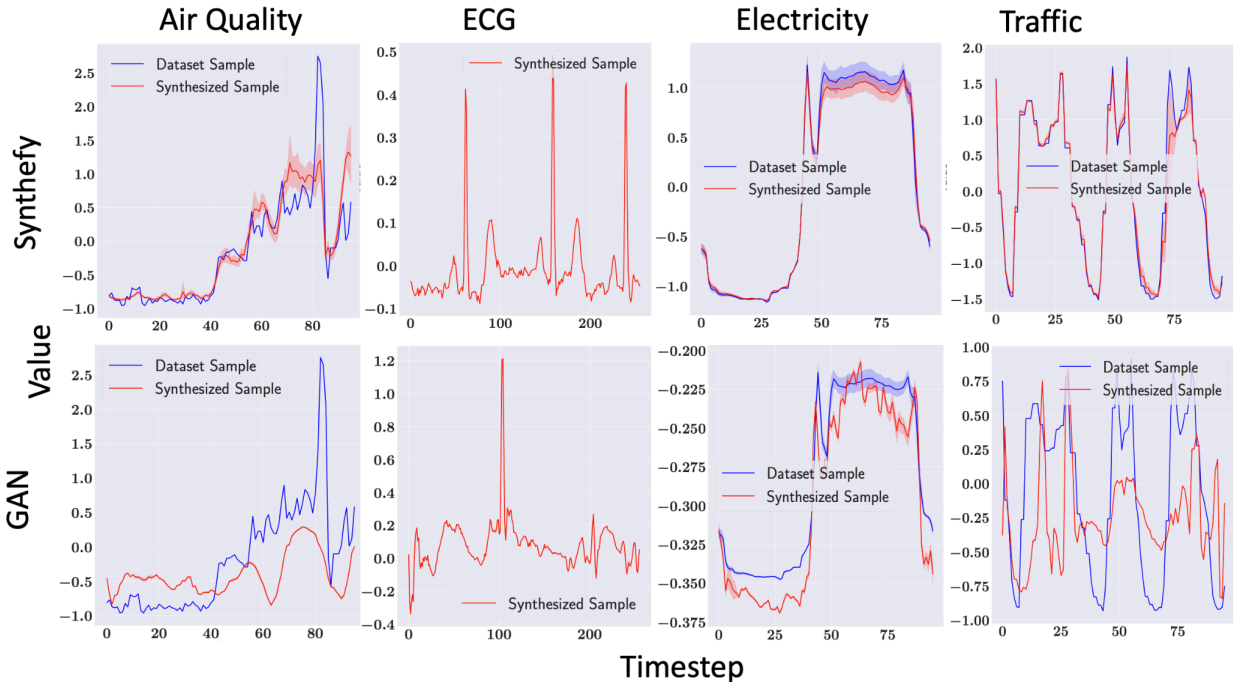 Air Quality
ECG
Electricity
Traffic
Synthefy
Value
GAN
Dataset Sample
Synthesized Sample
2.5
2.0
1.5
1.0
0.5
0.0
−0.5
−1.0
0 20 40 60 80
Synthesized Sample
0.5
0.4
0.3
0.2
0.1
0.0
−0.1
0 100 200
Dataset Sample
Synthesized Sample
1.0
0.5
0.0
−0.5
−1.0
0 25 50 75
Dataset Sample
Synthesized Sample
2.0
1.5
1.0
0.5
0.0
−0.5
−1.0
−1.5
0 25 50 75
Dataset Sample
Synthesized Sample
2.5
2.0
1.5
1.0
0.5
0.0
−0.5
−1.0
0 20 40 60 80
Synthesized Sample
1.2
1.0
0.8
0.6
0.4
0.2
0.0
−0.2
−0.4
0 100 200
Dataset Sample
Synthesized Sample
−0.200
−0.225
−0.250
−0.275
−0.300
−0.325
−0.350
−0.375
0 25 50 75
Dataset Sample
Synthesized Sample
1.00
0.75
0.50
0.25
0.00
−0.25
−0.50
−0.75
−1.00
0 25 50 75
Timestep